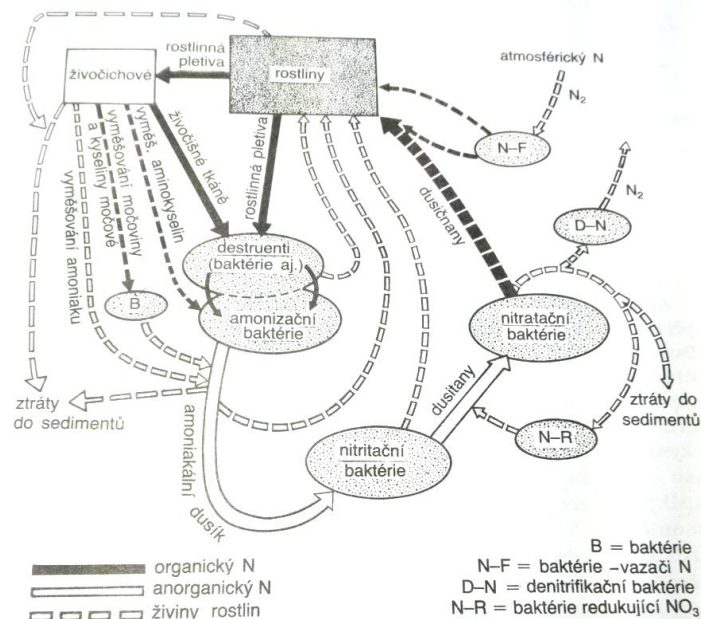 atmosférický N
N₂
rostlinná
pletiva
živočichové
rostliny
N–F
vyměšování amoniaku
vyměšování močoviny
a kyseliny močové
vyměš. aminokyselin
živočišné tkáně
rostlinná pletiva
dusičnany
N₂
D–N
destruenti
(baktérie aj.)
B
amonizační
baktérie
nitratační
baktérie
ztráty
do sedimentů
dusitany
ztráty do
sedimentů
N–R
amoniakální dusík
nitritační
baktérie
organický N
anorganický N
živiny rostlin
B = baktérie
N–F = baktérie –vazači N
D–N = denitrifikační baktérie
N–R = baktérie redukující NO₃